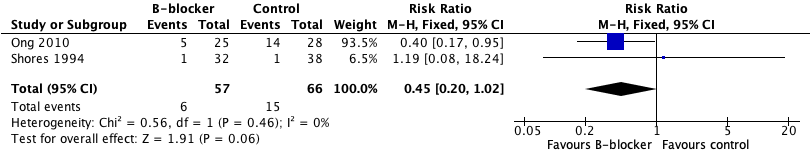 B-blocker Control Risk Ratio Risk Ratio
Study or Subgroup Events Total Events Total Weight M-H, Fixed, 95% CI M-H, Fixed, 95% CI
Ong 2010 5 25 14 28 93.5% 0.40 [0.17, 0.95]
Shores 1994 1 32 1 38 6.5% 1.19 [0.08, 18.24]
Total (95% CI) 57 66 100.0% 0.45 [0.20, 1.02]
Total events 6 15
Heterogeneity: Chi² = 0.56, df = 1 (P = 0.46); I² = 0%
Test for overall effect: Z = 1.91 (P = 0.06)
0.05 0.2 1 5 20
Favours B-blocker Favours control